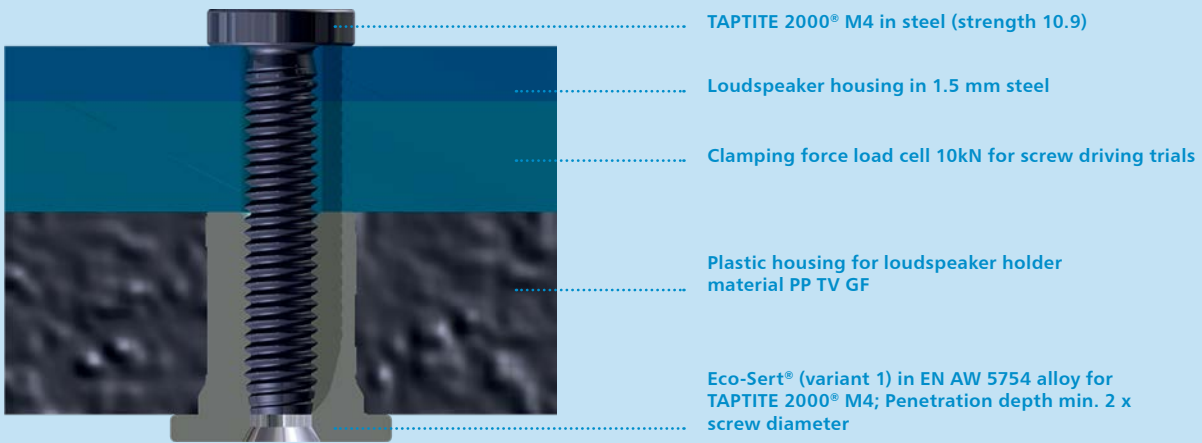 TAPTITE 2000® M4 in steel (strength 10.9)
Loudspeaker housing in 1.5 mm steel
Clamping force load cell 10kN for screw driving trials
Plastic housing for loudspeaker holder
material PP TV GF
Eco-Sert® (variant 1) in EN AW 5754 alloy for
TAPTITE 2000® M4; Penetration depth min. 2 x
screw diameter